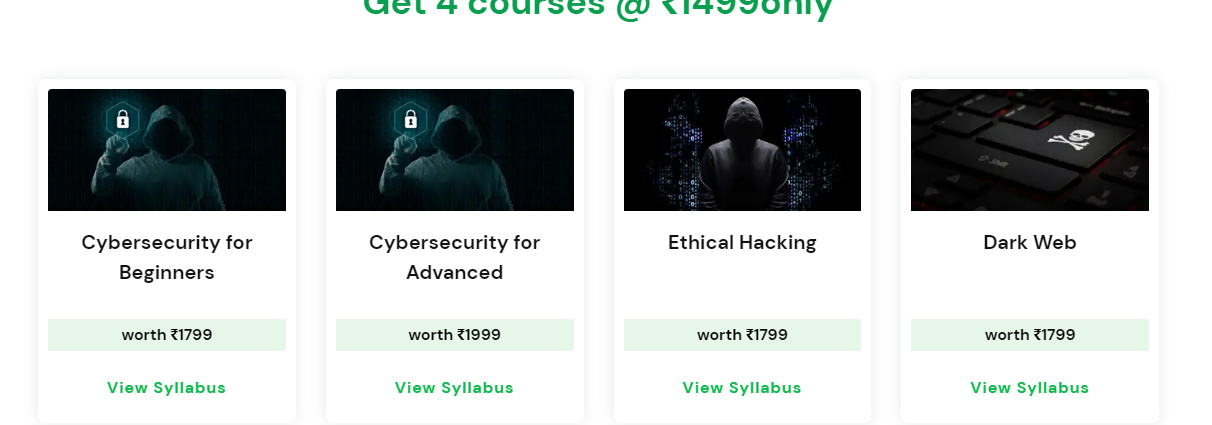 Get 4 courses @ ₹1499only
Cybersecurity for
Beginners
worth ₹1799
View Syllabus
Cybersecurity for
Advanced
worth ₹1999
View Syllabus
Ethical Hacking
worth ₹1799
View Syllabus
Dark Web
worth ₹1799
View Syllabus